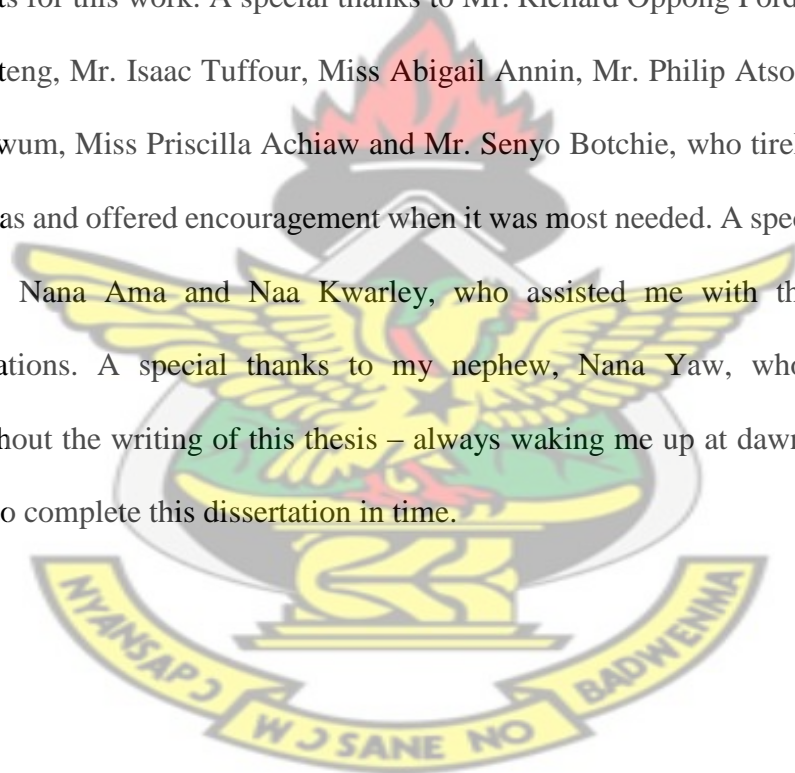 ts for this work. A special thanks to Mr. Richard Oppong Ford
teng, Mr. Isaac Tuffour, Miss Abigail Annin, Mr. Philip Atso
wum, Miss Priscilla Achiaw and Mr. Senyo Botchie, who tirel
as and offered encouragement when it was most needed. A spec
Nana Ama and Naa Kwarley, who assisted me with th
ations. A special thanks to my nephew, Nana Yaw, who
hout the writing of this thesis – always waking me up at dawn
o complete this dissertation in time.
NYANSAPƆ WƆSANE NO BADWENMA